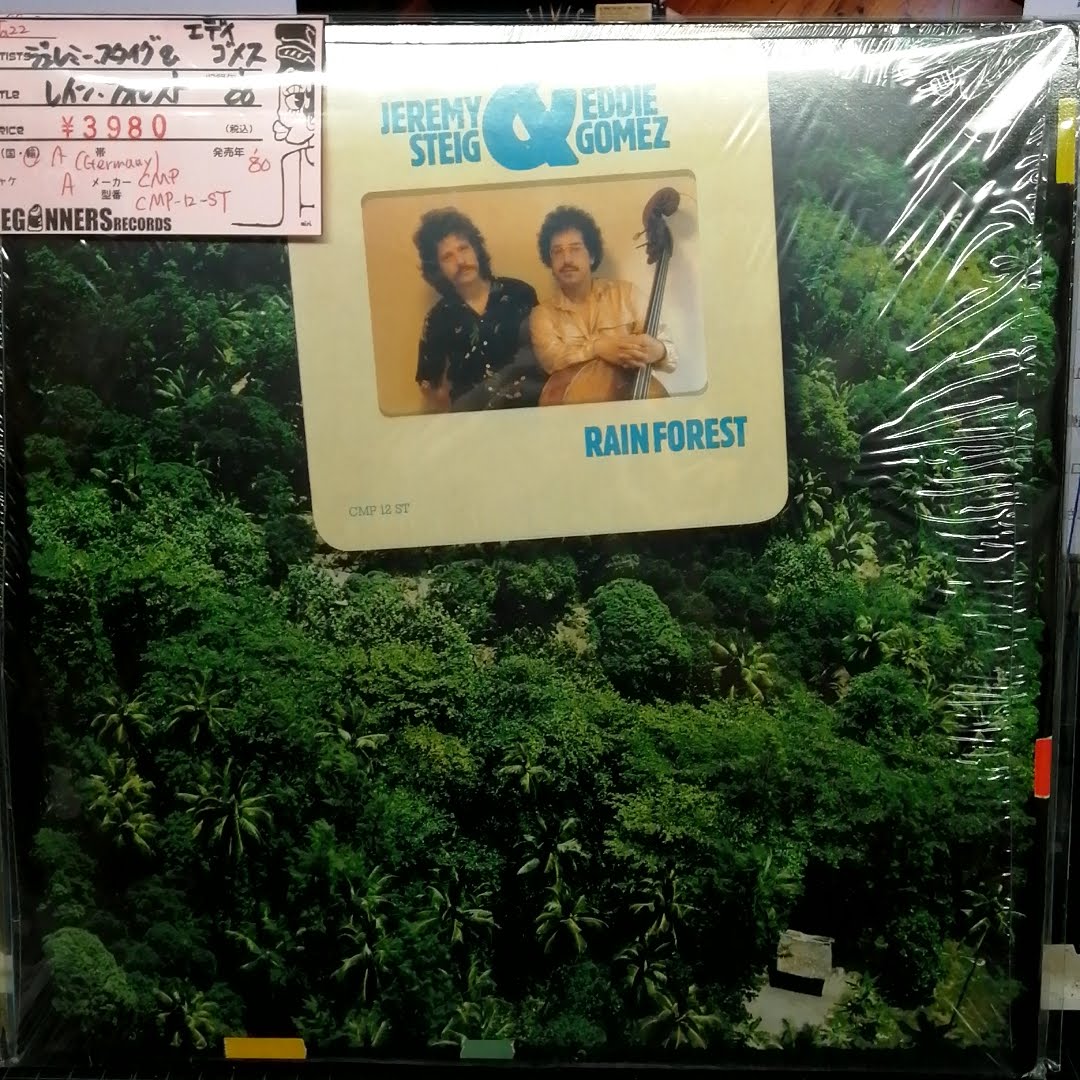 エディ
ジェレミー・スタイグ & ゴメス
レイン・フォレスト '80
¥3980 (税込)
A 帯 発売年 '80
(Germany)
A メーカー CMP
型番 CMP-12-ST
RECORDS
JEREMY STEIG & EDDIE GOMEZ
RAIN FOREST
CMP 12 ST